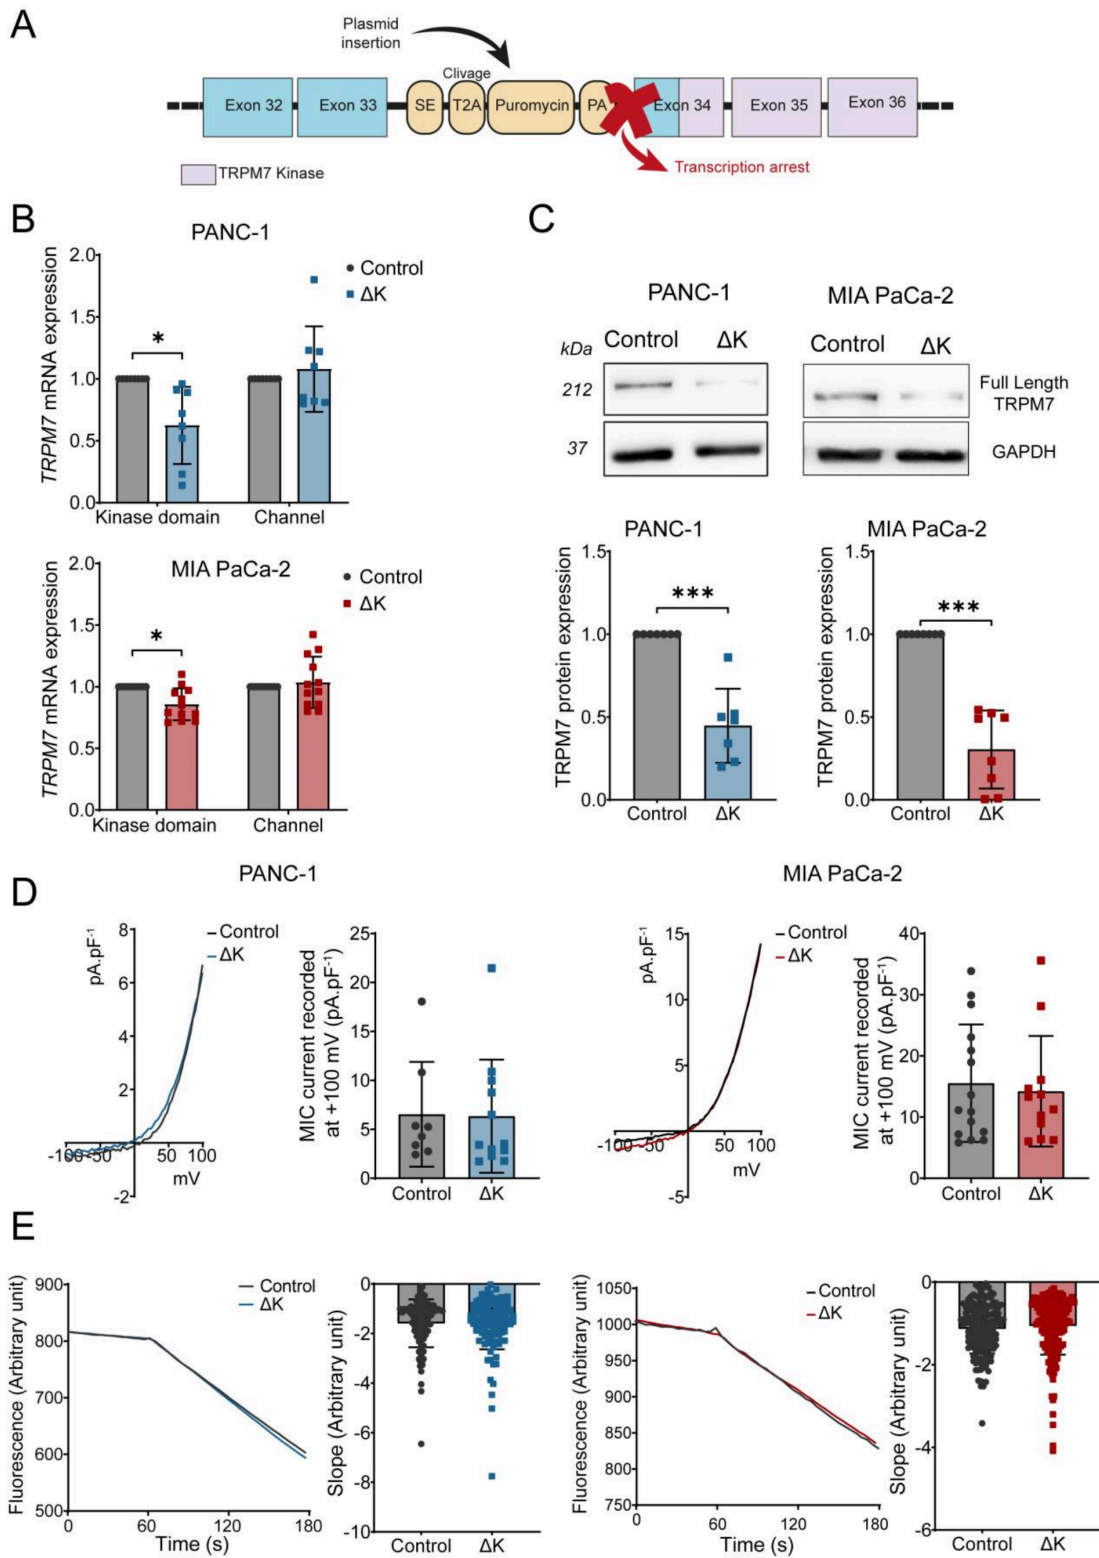 A
Plasmid
insertion
Clivage
Exon 32
Exon 33
SE
T2A
Puromycin
PA
Exon 34
Exon 35
Exon 36
TRPM7 Kinase
Transcription arrest
B
PANC-1
TRPM7 mRNA expression
2.0
1.5
1.0
0.5
0.0
*
Control
ΔK
Kinase domain
Channel
MIA PaCa-2
TRPM7 mRNA expression
2.0
1.5
1.0
0.5
0.0
*
Control
ΔK
Kinase domain
Channel
C
PANC-1
MIA PaCa-2
kDa
Control
ΔK
Control
ΔK
212
Full Length
TRPM7
37
GAPDH
PANC-1
TRPM7 protein expression
1.5
1.0
0.5
0.0
***
Control
ΔK
MIA PaCa-2
TRPM7 protein expression
1.5
1.0
0.5
0.0
***
Control
ΔK
D
PANC-1
pA.pF-1
8
6
4
2
-2
-100
-50
50
100
mV
Control
ΔK
MIC current recorded
at +100 mV (pA.pF-1)
25
20
15
10
5
0
Control
ΔK
MIA PaCa-2
pA.pF-1
15
10
5
-5
-100
-50
50
100
mV
Control
ΔK
MIC current recorded
at +100 mV (pA.pF-1)
40
30
20
10
0
Control
ΔK
E
Fluorescence (Arbitrary unit)
900
800
700
600
500
0
60
120
180
Time (s)
Control
ΔK
Slope (Arbitrary unit)
0
-2
-4
-6
-8
-10
Control
ΔK
Fluorescence (Arbitrary unit)
1050
1000
950
900
850
800
750
0
60
120
180
Time (s)
Control
ΔK
Slope (Arbitrary unit)
0
-2
-4
-6
Control
ΔK